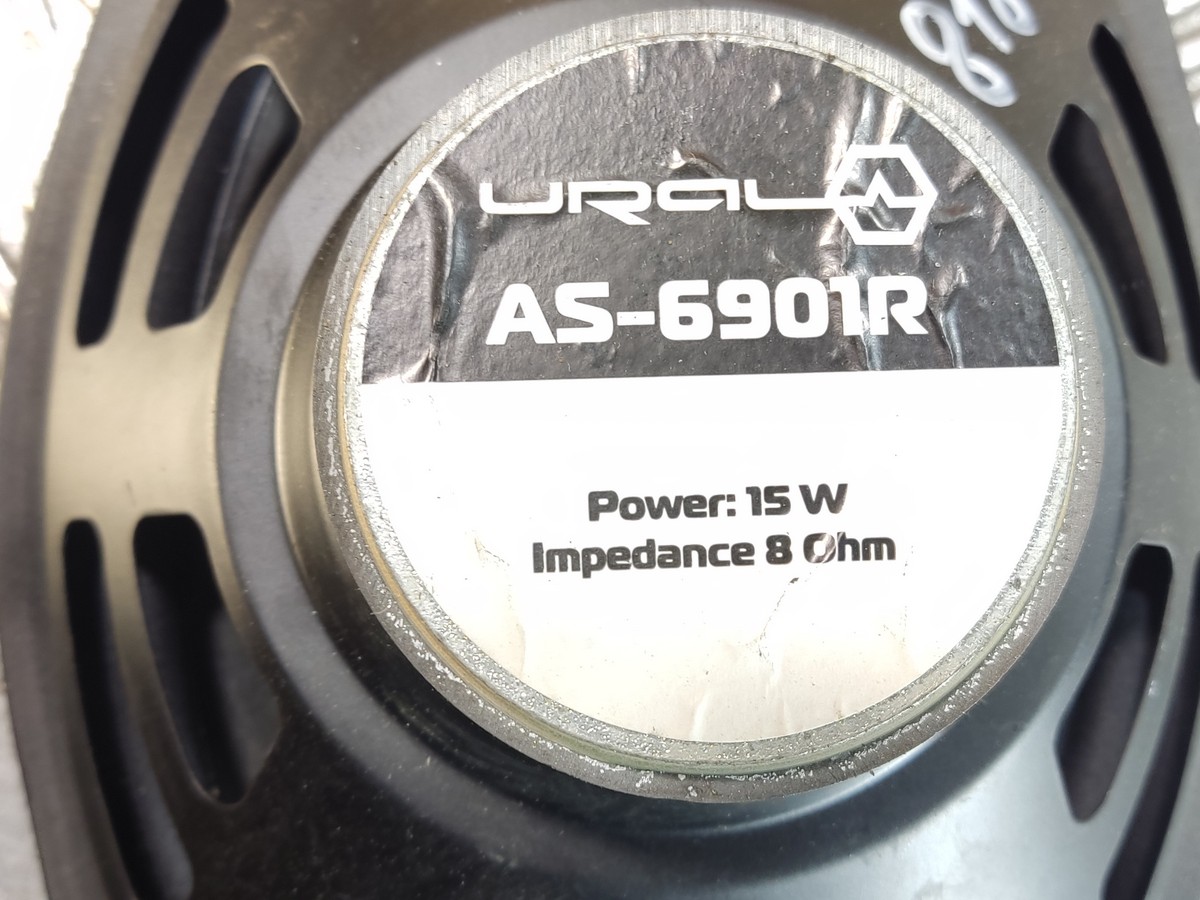 URAL
AS-6901R
Power: 15 W
Impedance 8 Ohm